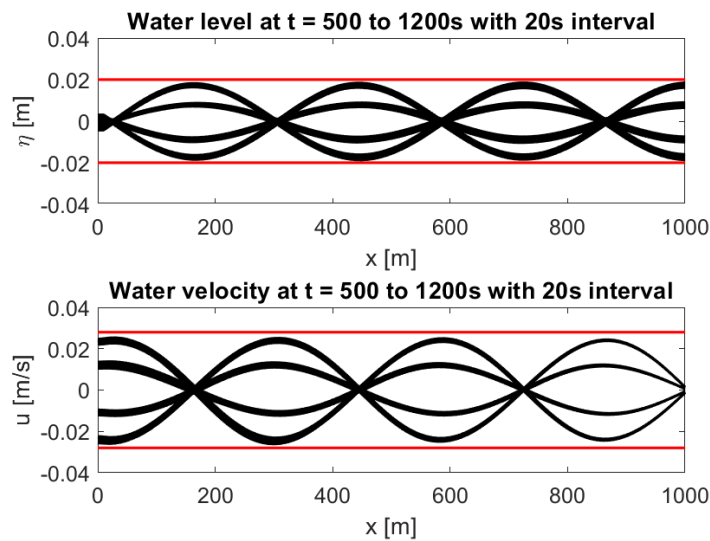 Water level at t = 500 to 1200s with 20s interval
0.04
0.02
0
-0.02
-0.04
η [m]
0 200 400 600 800 1000
x [m]
Water velocity at t = 500 to 1200s with 20s interval
0.04
0.02
0
-0.02
-0.04
u [m/s]
0 200 400 600 800 1000
x [m]